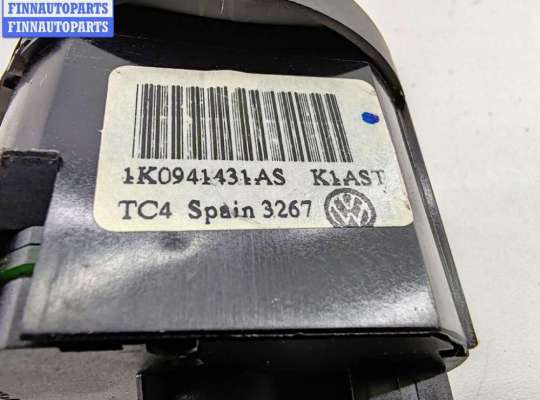 FINNAUTOPARTS
FINNAUTOPARTS
1K0941431AS K1AST
TC4 Spain 3267